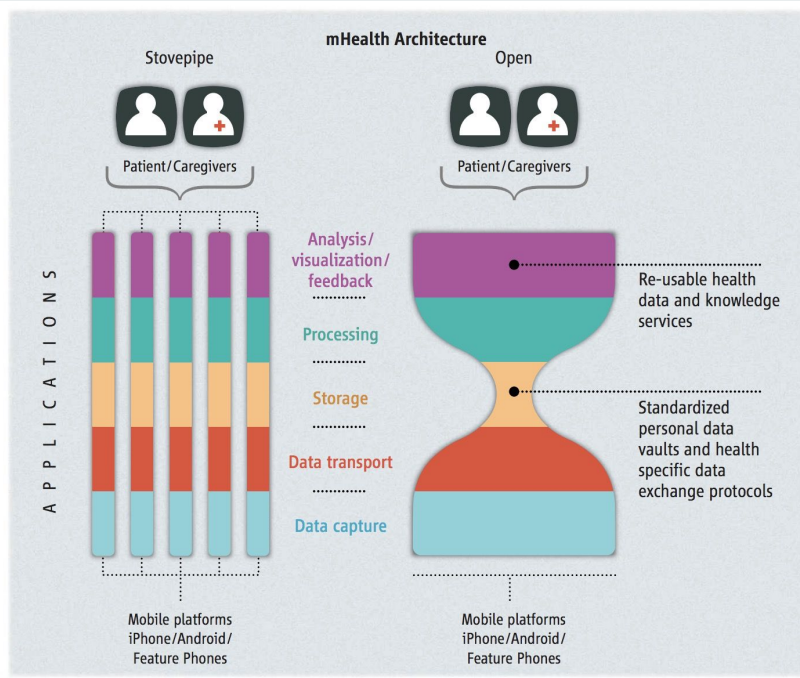 mHealth Architecture
Stovepipe
Open
Patient/Caregivers
Patient/Caregivers
APPLICATIONS
Analysis/
visualization/
feedback
Processing
Storage
Data transport
Data capture
Re-usable health
data and knowledge
services
Standardized
personal data
vaults and health
specific data
exchange protocols
Mobile platforms
iPhone/Android/
Feature Phones
Mobile platforms
iPhone/Android/
Feature Phones